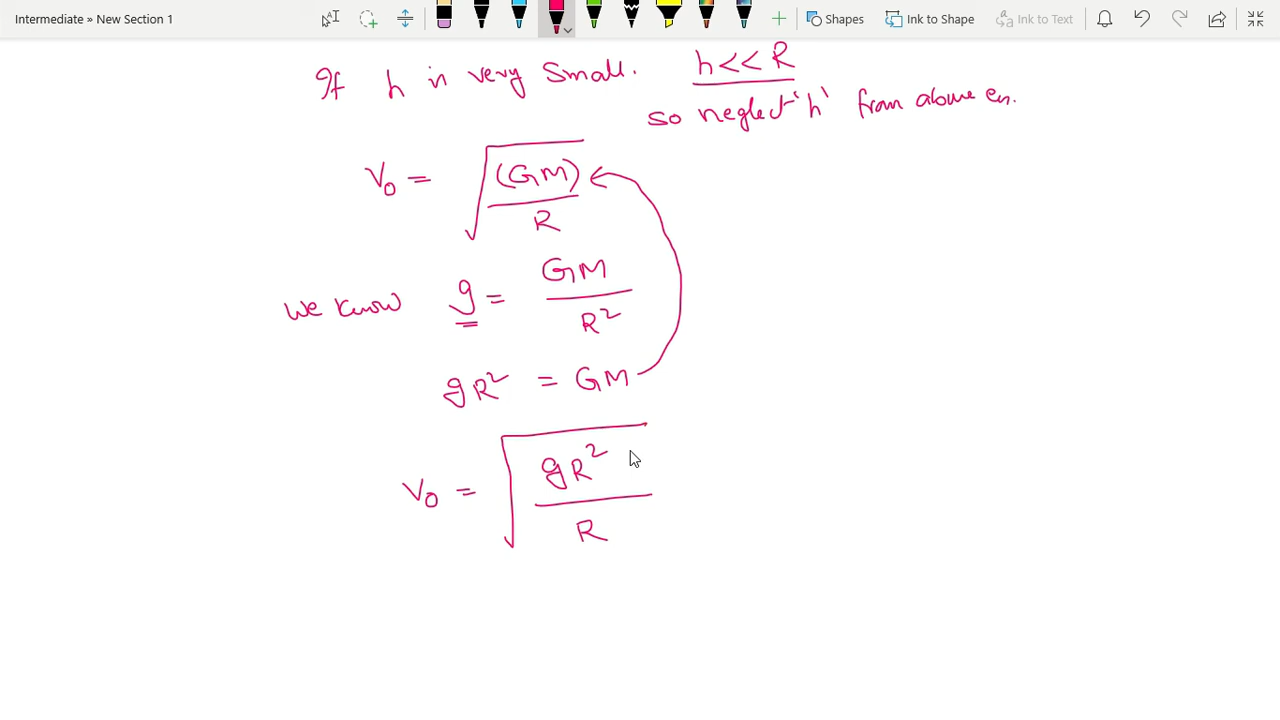 Intermediate » New Section 1 Shapes Ink to Shape Ink to Text
If h is very small. h<<R
so neglect 'h' from above en.
V₀ = √((GM)/R)
We know g = GM/R²
gR² = GM
V₀ = √(gR²/R)